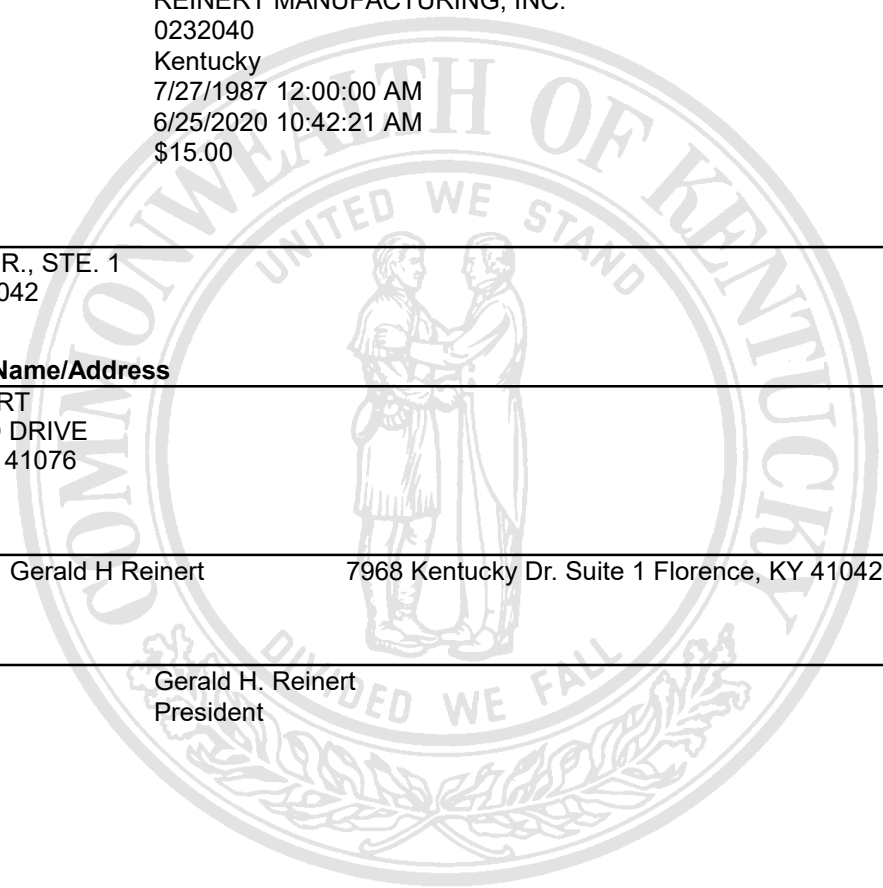 REINERT MANUFACTURING, INC.
0232040
Kentucky
7/27/1987 12:00:00 AM
6/25/2020 10:42:21 AM
$15.00
COMMONWEALTH OF KENTUCKY
UNITED WE STAND
R., STE. 1
042
Name/Address
RT
DRIVE
41076
Gerald H Reinert 7968 Kentucky Dr. Suite 1 Florence, KY 41042
Gerald H. Reinert
President
DIVIDED WE FALL